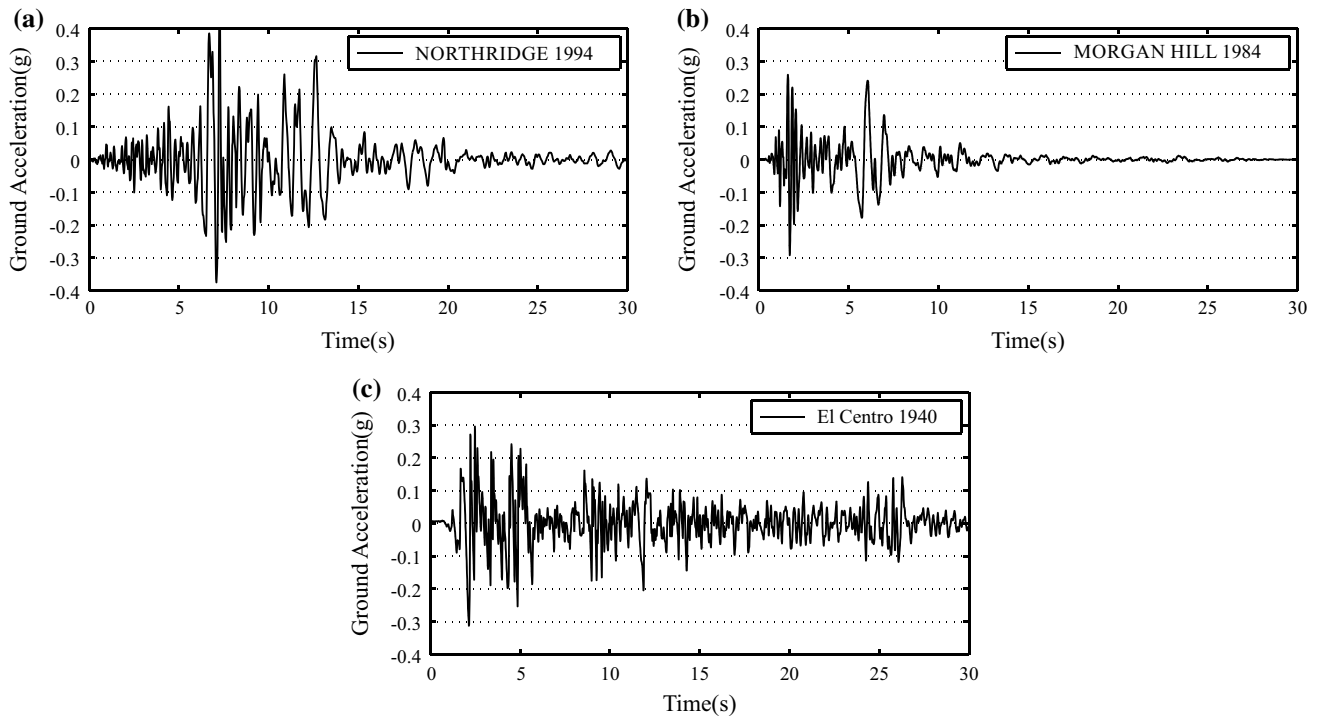 (a)
Ground Acceleration(g)
0.4
0.3
0.2
0.1
0
-0.1
-0.2
-0.3
-0.4
NORTHRIDGE 1994
0 5 10 15 20 25 30
Time(s)
(b)
Ground Acceleration(g)
0.4
0.3
0.2
0.1
0
-0.1
-0.2
-0.3
-0.4
MORGAN HILL 1984
0 5 10 15 20 25 30
Time(s)
(c)
Ground Acceleration(g)
0.4
0.3
0.2
0.1
0
-0.1
-0.2
-0.3
-0.4
El Centro 1940
0 5 10 15 20 25 30
Time(s)